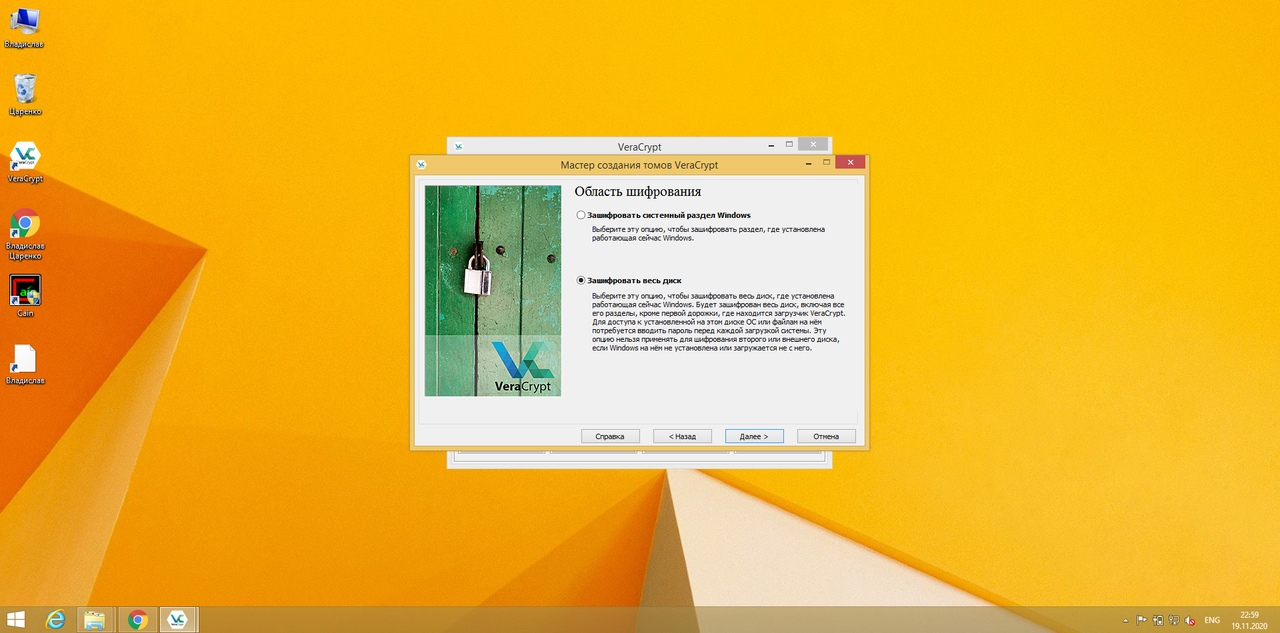 Владислав
Царенко
VeraCrypt
Владислав
Царенко
Cain
Владислав
VeraCrypt
Мастер создания томов VeraCrypt
Область шифрования
Зашифровать системный раздел Windows
Выберите эту опцию, чтобы зашифровать раздел, где установлена
работающая сейчас Windows.
Зашифровать весь диск
Выберите эту опцию, чтобы зашифровать весь диск, где установлена
работающая сейчас Windows. Будет зашифрован весь диск, включая все
его разделы, кроме первой дорожки, где находится загрузчик VeraCrypt.
Для доступа к установленной на этом диске ОС или файлам на нём
потребуется вводить пароль перед каждой загрузкой системы. Эту
опцию нельзя применять для шифрования второго или внешнего диска,
если Windows на нём не установлена или загружается не с него.
VeraCrypt
Справка
< Назад
Далее >
Отмена
ENG
22:59
19.11.2020